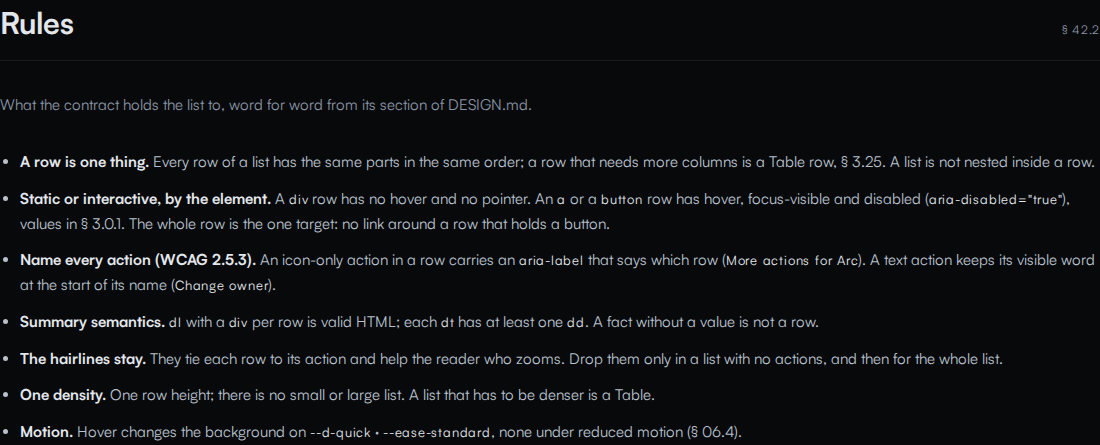 Rules
§ 42.2
What the contract holds the list to, word for word from its section of DESIGN.md.
• A row is one thing. Every row of a list has the same parts in the same order; a row that needs more columns is a Table row, § 3.25. A list is not nested inside a row.
• Static or interactive, by the element. A div row has no hover and no pointer. An a or a button row has hover, focus-visible and disabled (aria-disabled="true"),
values in § 3.0.1. The whole row is the one target: no link around a row that holds a button.
• Name every action (WCAG 2.5.3). An icon-only action in a row carries an aria-label that says which row (More actions for Arc). A text action keeps its visible word
at the start of its name (Change owner).
• Summary semantics. dl with a div per row is valid HTML; each dt has at least one dd. A fact without a value is not a row.
• The hairlines stay. They tie each row to its action and help the reader who zooms. Drop them only in a list with no actions, and then for the whole list.
• One density. One row height; there is no small or large list. A list that has to be denser is a Table.
• Motion. Hover changes the background on --d-quick · --ease-standard, none under reduced motion (§ 06.4).